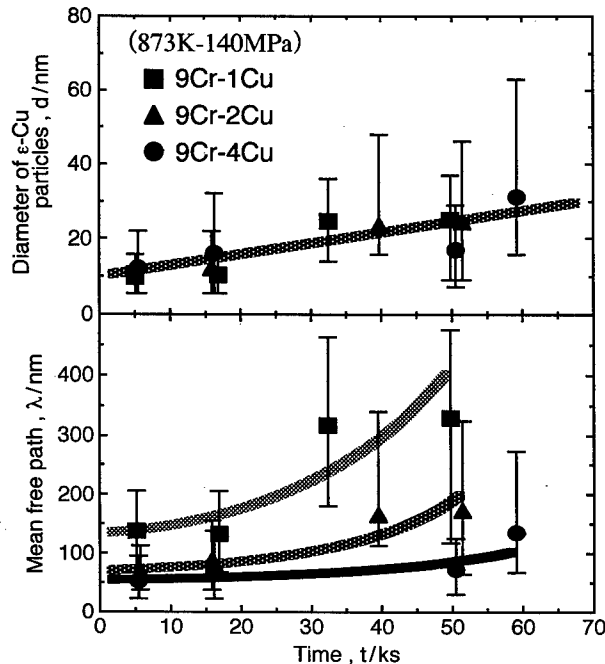 (873K-140MPa)
9Cr-1Cu
9Cr-2Cu
9Cr-4Cu
Diameter of ε-Cu
particles , d/nm
80
60
40
20
0
Mean free path , λ/nm
400
300
200
100
0
0 10 20 30 40 50 60 70
Time , t/ks